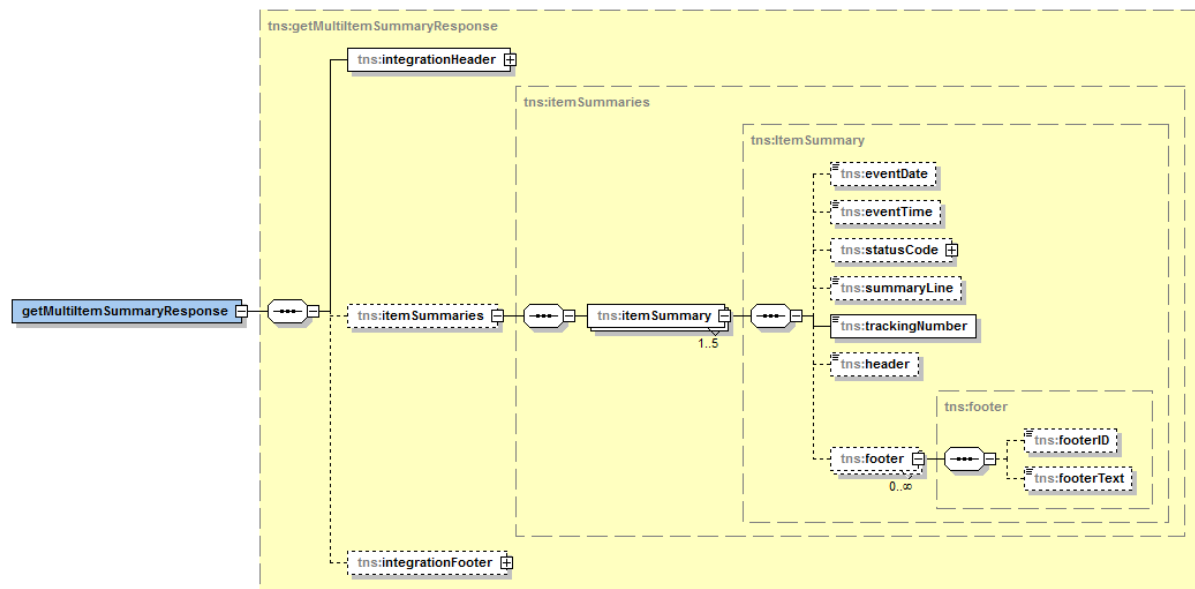 tns:getMultiItemSummaryResponse
tns:integrationHeader
tns:itemSummaries
tns:ItemSummary
tns:eventDate
tns:eventTime
tns:statusCode
tns:summaryLine
getMultiItemSummaryResponse
tns:itemSummaries
tns:itemSummary
1..5
tns:trackingNumber
tns:header
tns:footer
tns:footerID
tns:footer
0..∞
tns:footerText
tns:integrationFooter